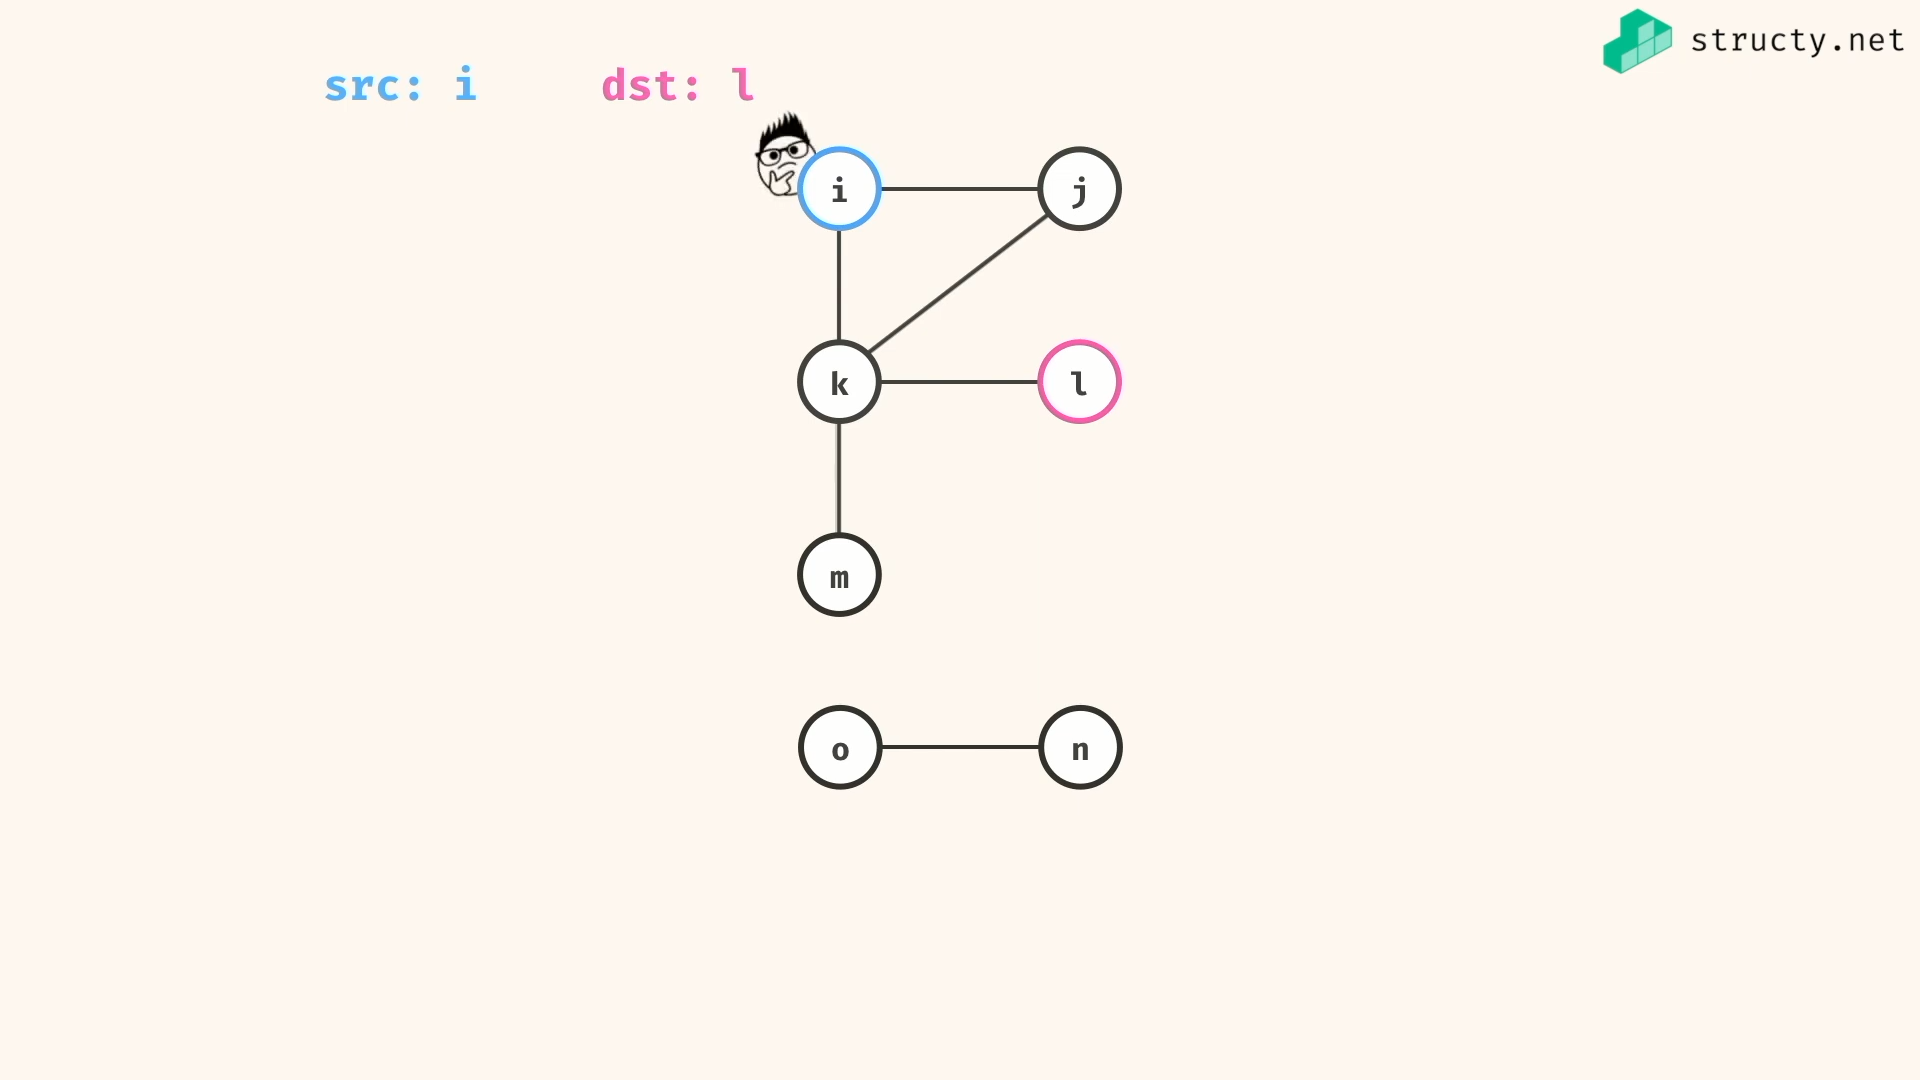 structy.net
src: i dst: l
i j
k l
m
o n